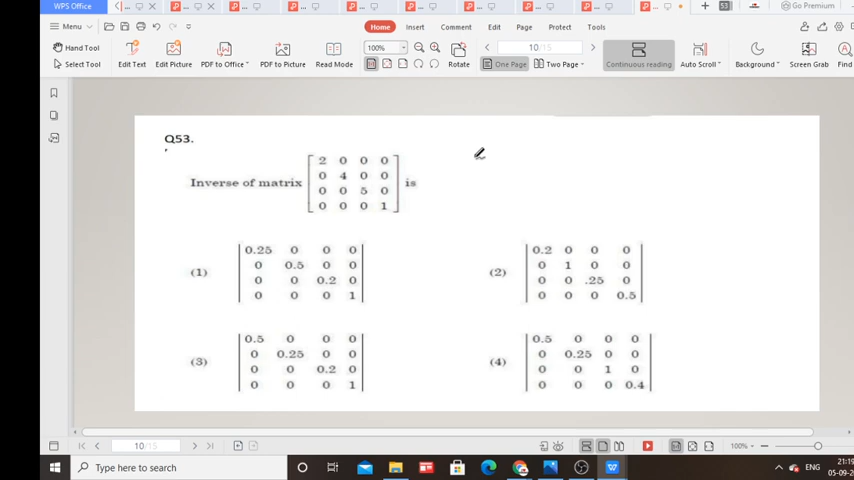 WPS Office
53
Go Premium
Menu
Home Insert Comment Edit Page Protect Tools
Hand Tool
Select Tool
Edit Text
Edit Picture
PDF to Office
PDF to Picture
Read Mode
100%
10/15
Rotate
One Page
Two Page
Continuous reading
Auto Scroll
Background
Screen Grab
Find
Q53.
Inverse of matrix
2 0 0 0
0 4 0 0
0 0 5 0
0 0 0 1
is
(1)
0.25 0 0 0
0 0.5 0 0
0 0 0.2 0
0 0 0 1
(2)
0.2 0 0 0
0 1 0 0
0 0 .25 0
0 0 0 0.5
(3)
0.5 0 0 0
0 0.25 0 0
0 0 0.2 0
0 0 0 1
(4)
0.5 0 0 0
0 0.25 0 0
0 0 1 0
0 0 0 0.4
10/15
100%
Type here to search
21:19
05-09-2